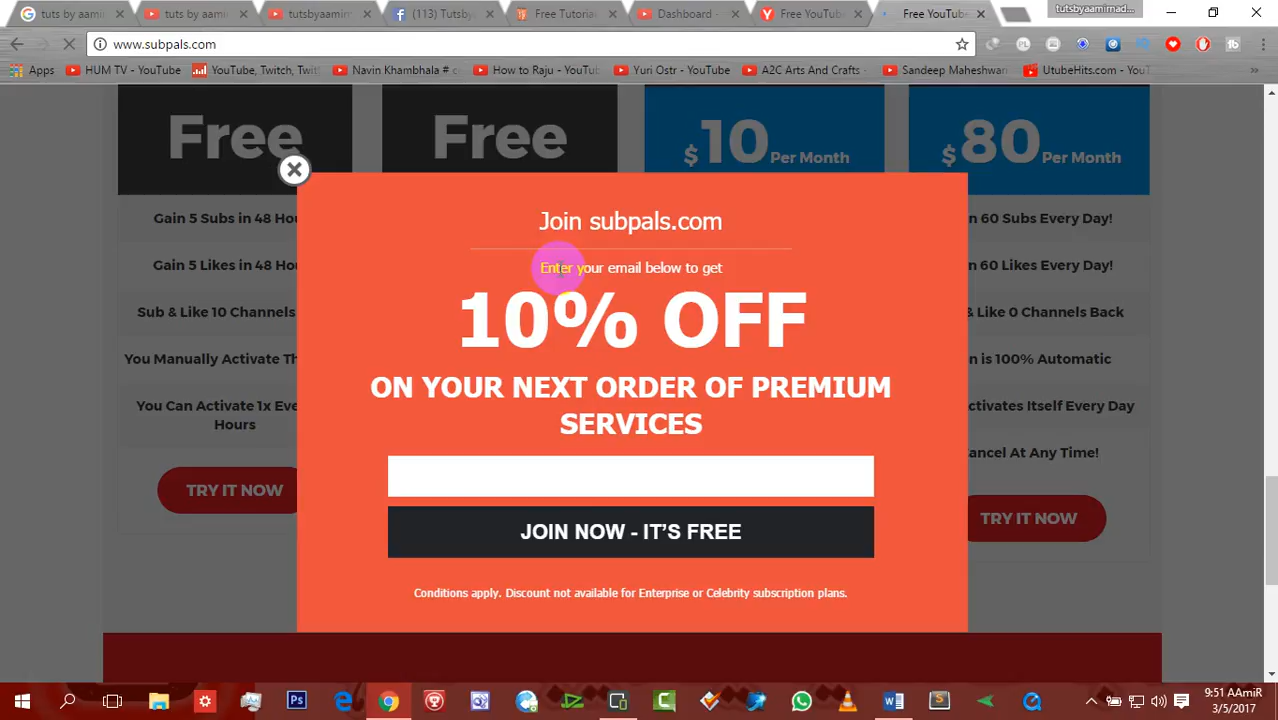 tuts by aami
tuts by aami
tutsbyaamir
(113) Tutsby
Free Tutoria
Dashboard -
Free YouTub
Free YouTub
tutsbyaamirnad...
www.subpals.com
Apps
HUM TV - YouTube
YouTube, Twitch, Twit
Navin Khambhala # c
How to Raju - YouTu
Yuri Ostr - YouTube
A2C Arts And Crafts -
Sandeep Maheshwar
UtubeHits.com - YouT
Free
Free
$10 Per Month
$80 Per Month
Gain 5 Subs in 48 Hou
n 60 Subs Every Day!
Gain 5 Likes in 48 Hou
n 60 Likes Every Day!
Sub & Like 10 Channels
& Like 0 Channels Back
You Manually Activate Th
n is 100% Automatic
You Can Activate 1x Eve
Hours
ctivates Itself Every Day
ancel At Any Time!
TRY IT NOW
TRY IT NOW
Join subpals.com
Enter your email below to get
10% OFF
ON YOUR NEXT ORDER OF PREMIUM
SERVICES
JOIN NOW - IT'S FREE
Conditions apply. Discount not available for Enterprise or Celebrity subscription plans.
9:51 AAmiR
3/5/2017